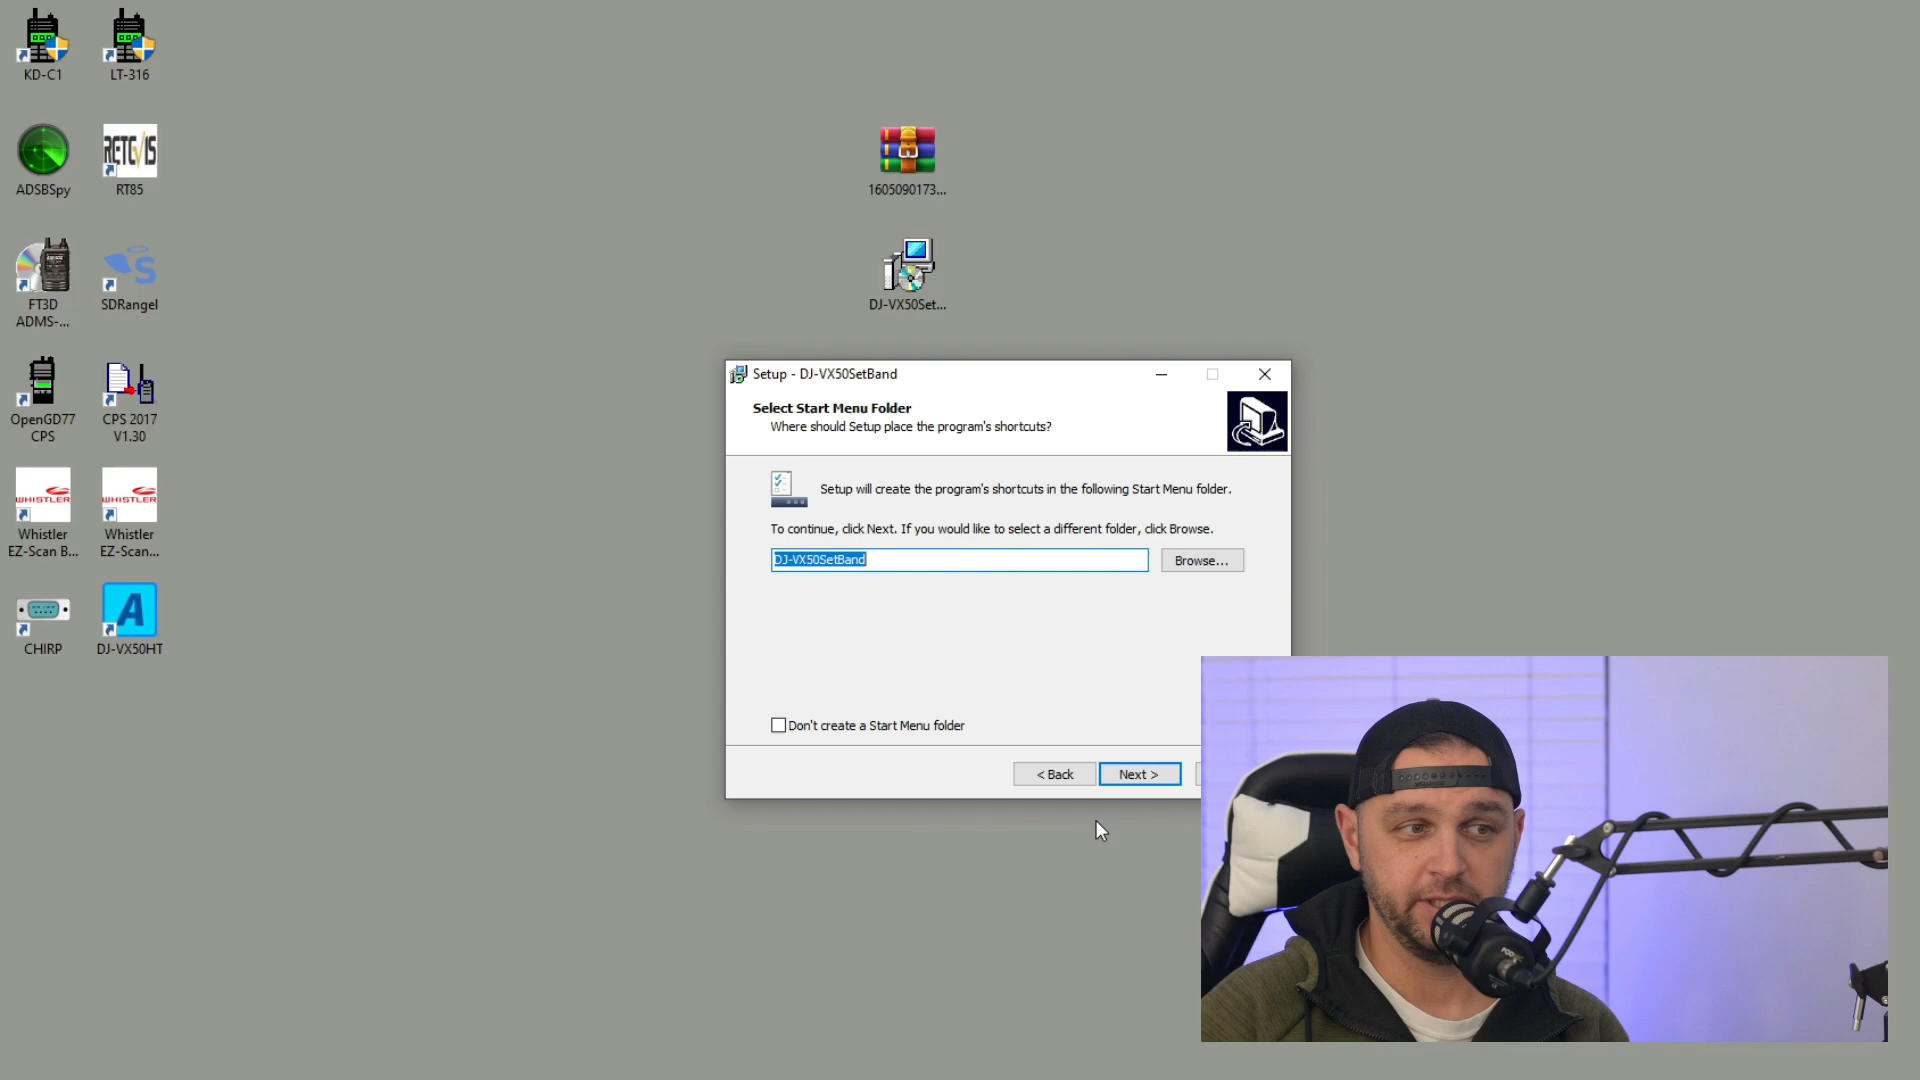 KD-C1
LT-316
RETEVIS
ADSBSpy
RT85
1605090173...
FT3D
ADMS-...
SDRangel
DJ-VX50Set...
OpenGD77
CPS
CPS 2017
V1.30
WHISTLER
WHISTLER
Whistler
EZ-Scan B...
Whistler
EZ-Scan...
A
CHIRP
DJ-VX50HT
Setup - DJ-VX50SetBand
Select Start Menu Folder
Where should Setup place the program's shortcuts?
Setup will create the program's shortcuts in the following Start Menu folder.
To continue, click Next. If you would like to select a different folder, click Browse.
DJ-VX50SetBand
Browse...
Don't create a Start Menu folder
< Back
Next >